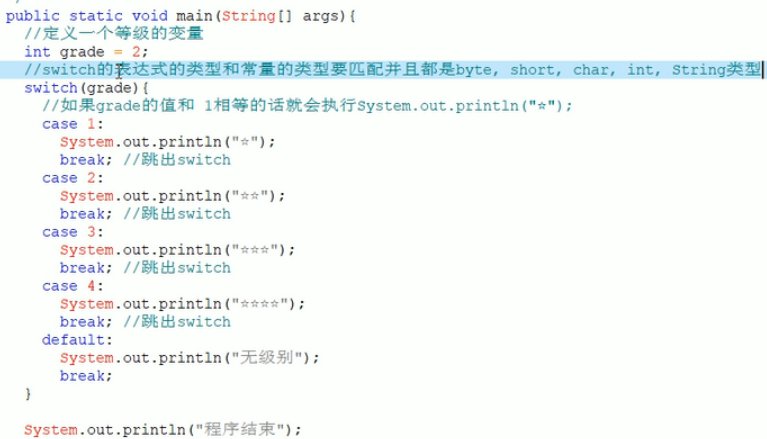 public static void main(String[] args){
//定义一个等级的变量
int grade = 2;
//switch的表达式的类型和常量的类型要匹配并且都是byte, short, char, int, String类型
switch(grade){
//如果grade的值和 1相等的话就会执行System.out.println("☆");
case 1:
System.out.println("☆");
break; //跳出switch
case 2:
System.out.println("☆☆");
break; //跳出switch
case 3:
System.out.println("☆☆☆");
break; //跳出switch
case 4:
System.out.println("☆☆☆☆");
break; //跳出switch
default:
System.out.println("无级别");
break;
}
System.out.println("程序结束");